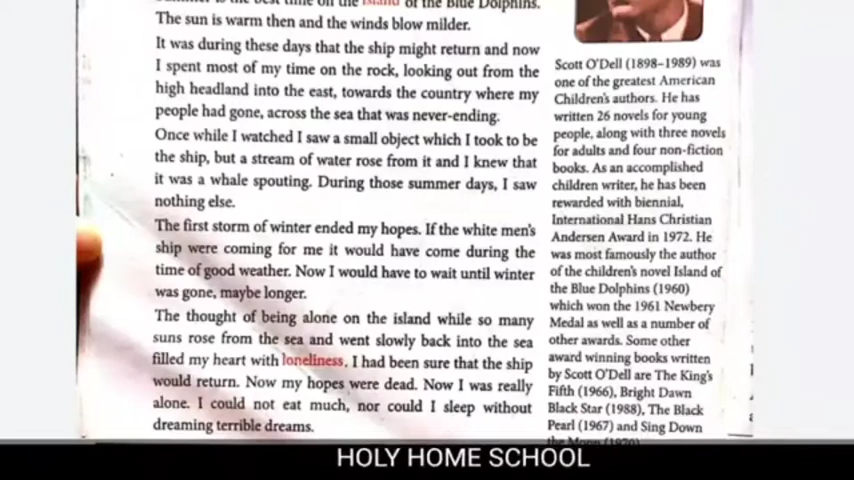 is the best time on the island of the Blue Dolphins.
The sun is warm then and the winds blow milder.
It was during these days that the ship might return and now
I spent most of my time on the rock, looking out from the
high headland into the east, towards the country where my
people had gone, across the sea that was never-ending.
Once while I watched I saw a small object which I took to be
the ship, but a stream of water rose from it and I knew that
it was a whale spouting. During those summer days, I saw
nothing else.
The first storm of winter ended my hopes. If the white men's
ship were coming for me it would have come during the
time of good weather. Now I would have to wait until winter
was gone, maybe longer.
The thought of being alone on the island while so many
suns rose from the sea and went slowly back into the sea
filled my heart with loneliness. I had been sure that the ship
would return. Now my hopes were dead. Now I was really
alone. I could not eat much, nor could I sleep without
dreaming terrible dreams.
Scott O'Dell (1898–1989) was
one of the greatest American
Children's authors. He has
written 26 novels for young
people, along with three novels
for adults and four non-fiction
books. As an accomplished
children writer, he has been
rewarded with biennial,
International Hans Christian
Andersen Award in 1972. He
was most famously the author
of the children's novel Island of
the Blue Dolphins (1960)
which won the 1961 Newbery
Medal as well as a number of
other awards. Some other
award winning books written
by Scott O'Dell are The King's
Fifth (1966), Bright Dawn
Black Star (1988), The Black
Pearl (1967) and Sing Down
the Moon (1970)
HOLY HOME SCHOOL